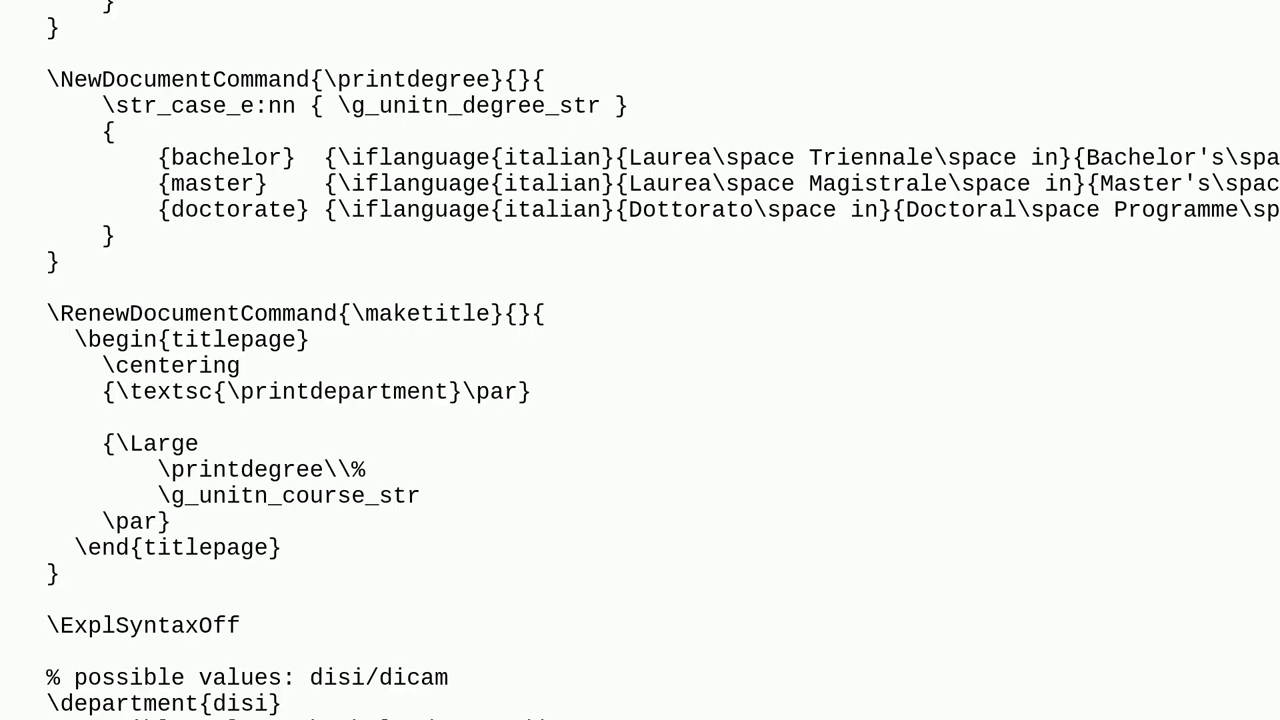 }
}
\NewDocumentCommand{\printdegree}{}{
\str_case_e:nn { \g_unitn_degree_str }
{
{bachelor} {\iflanguage{italian}{Laurea\space Triennale\space in}{Bachelor's\spa
{master} {\iflanguage{italian}{Laurea\space Magistrale\space in}{Master's\spac
{doctorate} {\iflanguage{italian}{Dottorato\space in}{Doctoral\space Programme\sp
}
}
\RenewDocumentCommand{\maketitle}{}{
\begin{titlepage}
\centering
{\textsc{\printdepartment}\par}
{\Large
\printdegree\\%
\g_unitn_course_str
\par}
\end{titlepage}
}
\ExplSyntaxOff
% possible values: disi/dicam
\department{disi}